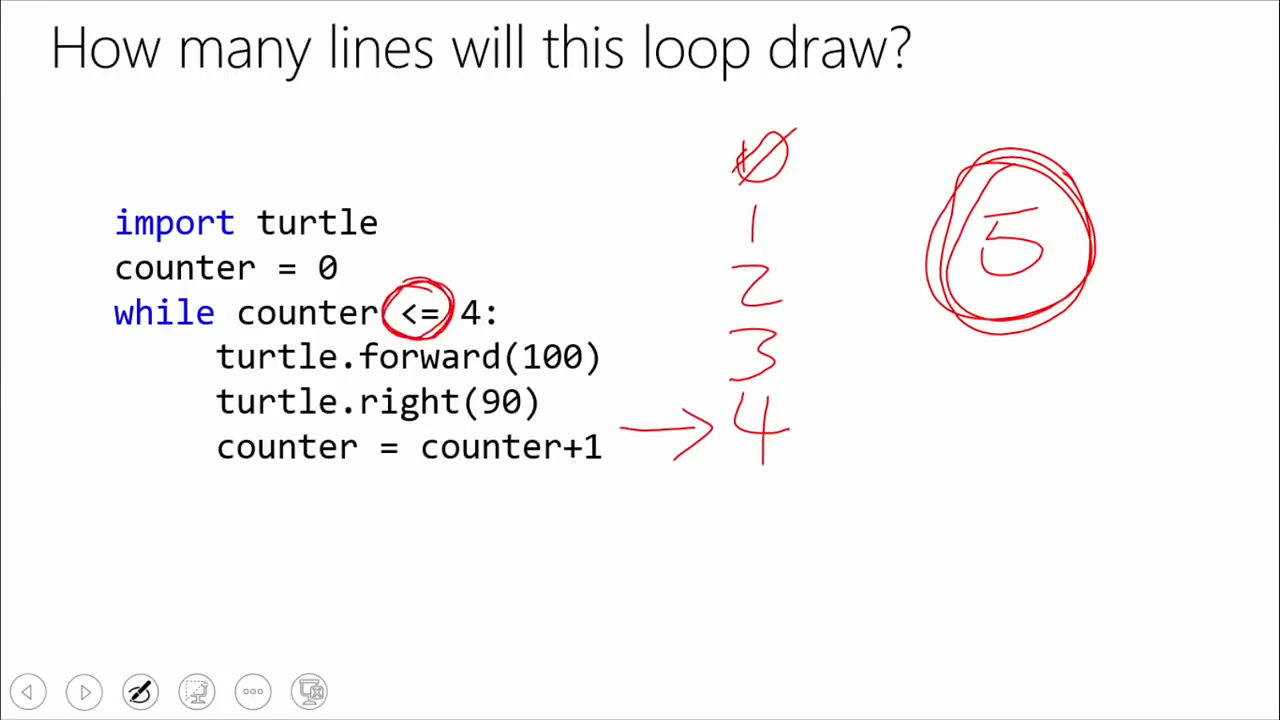 How many lines will this loop draw?
import turtle
counter = 0
while counter <= 4:
turtle.forward(100)
turtle.right(90)
counter = counter+1
0
1
2
3
4
5